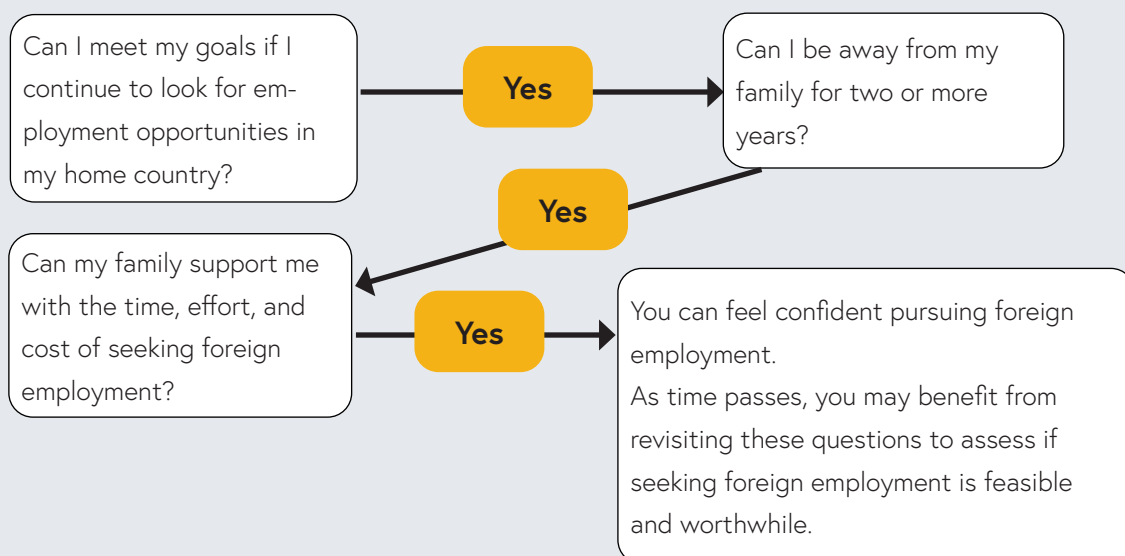 Can I meet my goals if I
continue to look for em-
ployment opportunities in
my home country?
Yes
Can I be away from my
family for two or more
years?
Yes
Can my family support me
with the time, effort, and
cost of seeking foreign
employment?
Yes
You can feel confident pursuing foreign
employment.
As time passes, you may benefit from
revisiting these questions to assess if
seeking foreign employment is feasible
and worthwhile.